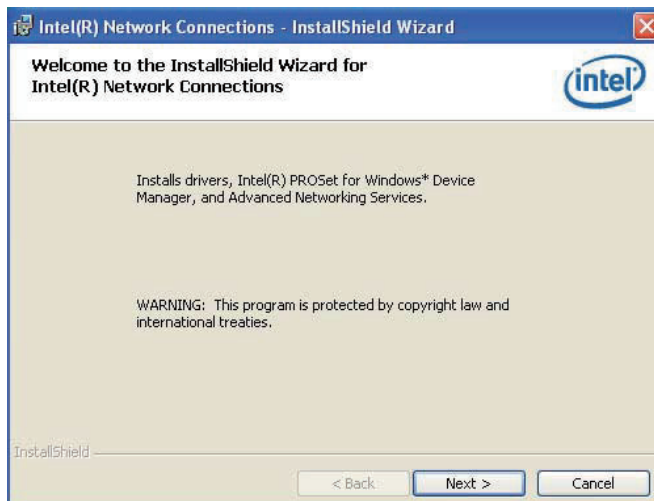 Intel(R) Network Connections - InstallShield Wizard
Welcome to the InstallShield Wizard for
Intel(R) Network Connections
intel
Installs drivers, Intel(R) PROSet for Windows* Device
Manager, and Advanced Networking Services.
WARNING: This program is protected by copyright law and
international treaties.
InstallShield
< Back
Next >
Cancel